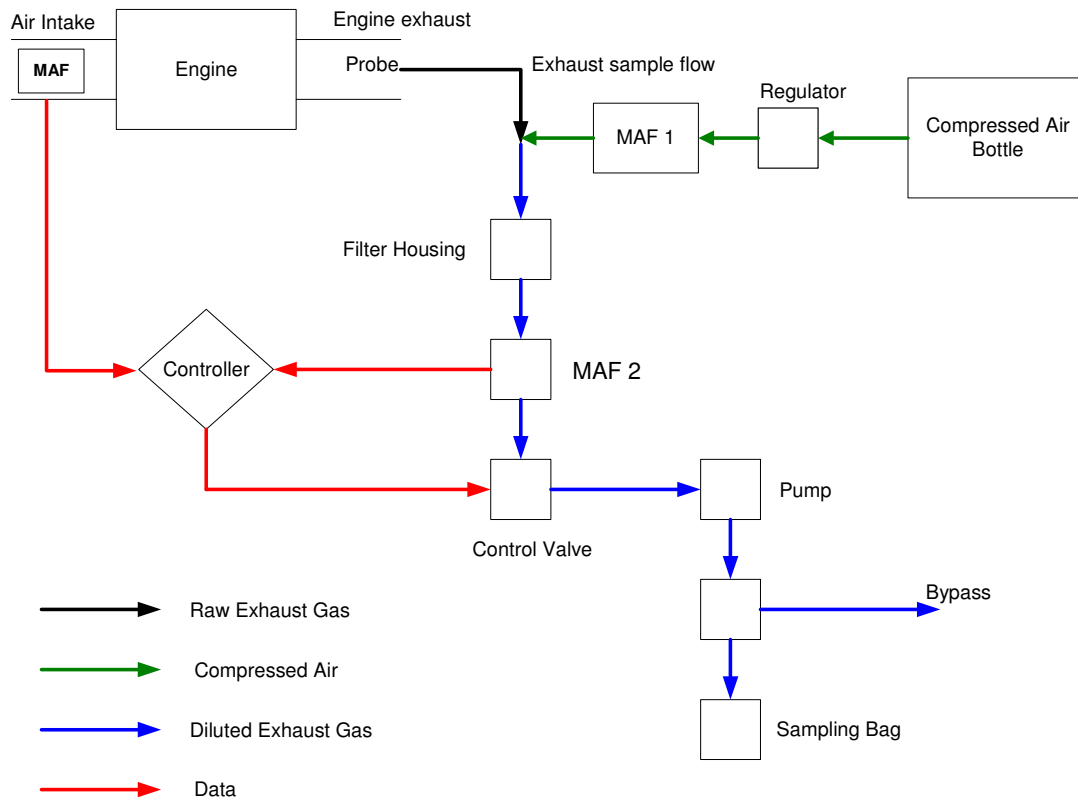 Air Intake
Engine exhaust
MAF
Engine
Probe
Exhaust sample flow
Regulator
MAF 1
Compressed Air
Bottle
Filter Housing
Controller
MAF 2
Pump
Control Valve
Bypass
Raw Exhaust Gas
Compressed Air
Diluted Exhaust Gas
Sampling Bag
Data